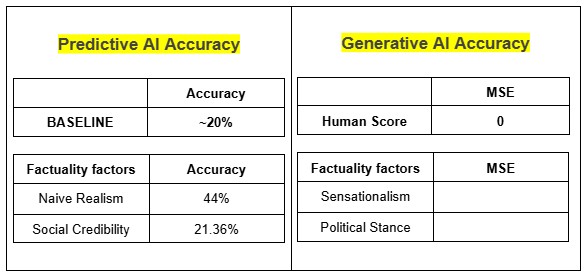 Predictive AI Accuracy
Accuracy
BASELINE ~20%
Factuality factors Accuracy
Naive Realism 44%
Social Credibility 21.36%
Generative AI Accuracy
MSE
Human Score 0
Factuality factors MSE
Sensationalism
Political Stance